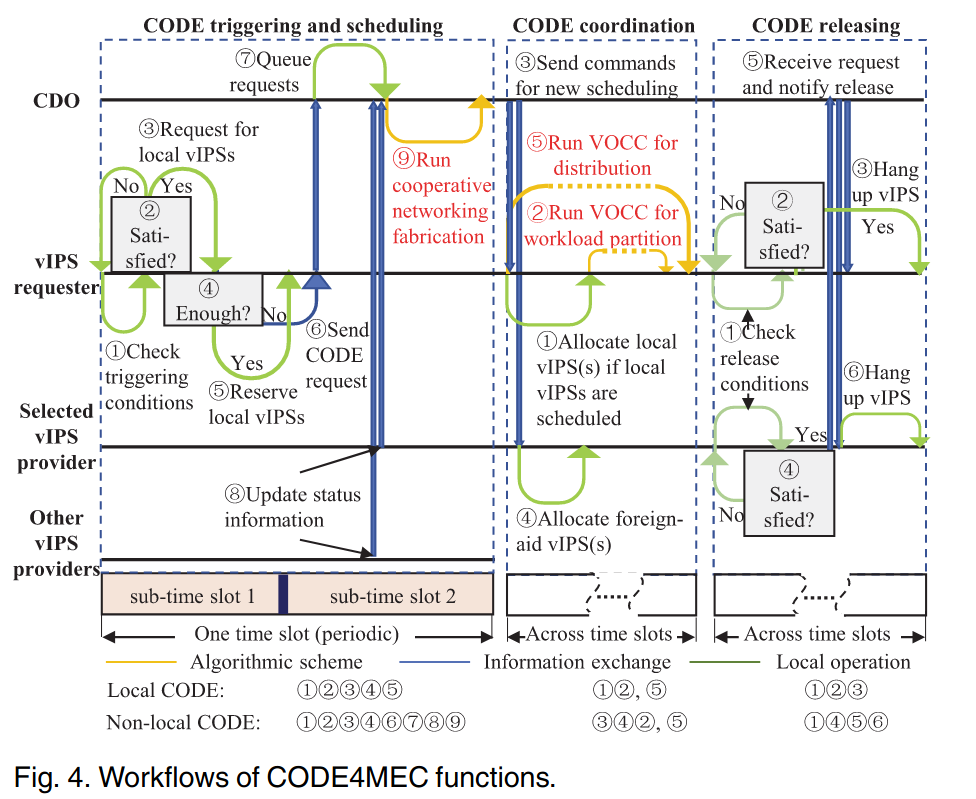 CODE triggering and scheduling
CODE coordination
CODE releasing
CDO
vIPS
requester
Selected
vIPS
provider
Other
vIPS
providers
⑦Queue
requests
③Request for
local vIPSs
No
Yes
②
Sati-
sfied?
④
Enough?
No
Yes
①Check
triggering
conditions
⑤Reserve
local vIPSs
⑥Send
CODE
request
⑧Update status
information
⑨Run
cooperative
networking
fabrication
③Send commands
for new scheduling
⑤Run VOCC for
distribution
②Run VOCC for
workload partition
①Allocate local
vIPS(s) if local
vIPSs are
scheduled
④Allocate foreign-
aid vIPS(s)
⑤Receive request
and notify release
③Hang
up vIPS
No
②
Sati-
sfied?
Yes
①Check
release
conditions
⑥Hang
up vIPS
Yes
④
Sati-
sfied?
No
sub-time slot 1
sub-time slot 2
One time slot (periodic)
Across time slots
Across time slots
Algorithmic scheme
Information exchange
Local operation
Local CODE: ①②③④⑤ ①②, ⑤ ①②③
Non-local CODE: ①②③④⑥⑦⑧⑨ ③④②, ⑤ ①④⑤⑥
Fig. 4. Workflows of CODE4MEC functions.